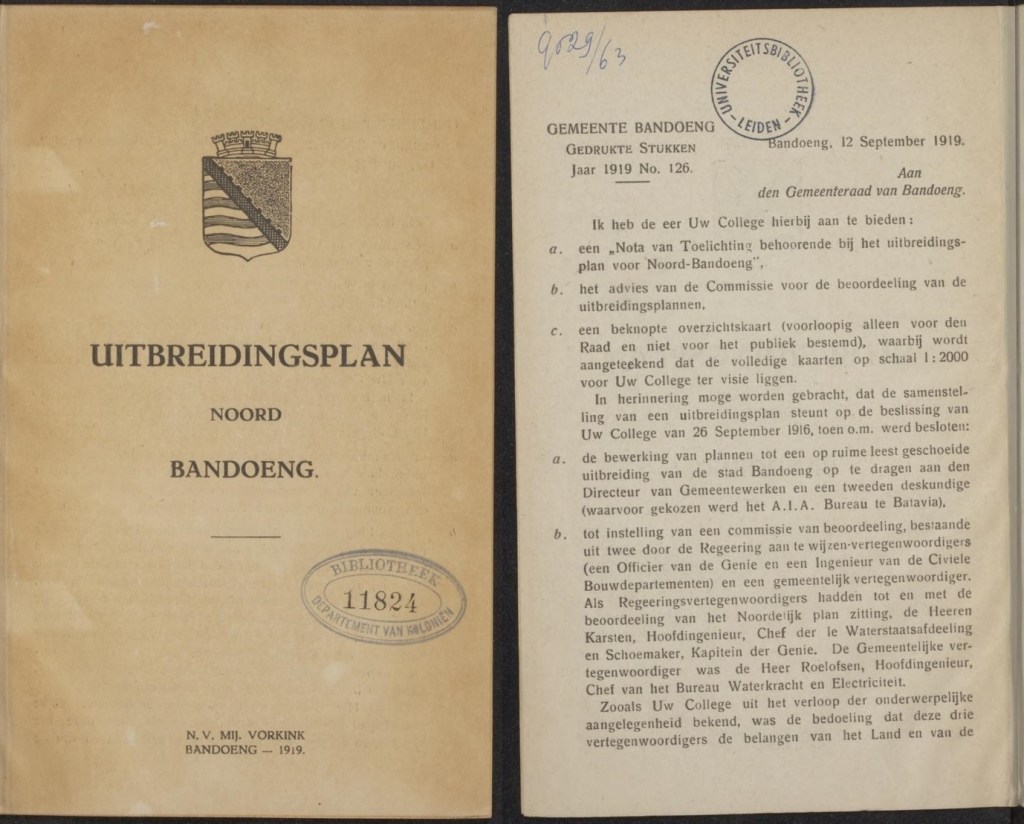 UITBREIDINGSPLAN
NOORD
BANDOENG.
BIBLIOTHEEK
11824
DEPARTEMENT VAN KOLONIËN
N. V. MIJ. VORKINK
BANDOENG — 1919.
9029/63
UNIVERSITEITSBIBLIOTHEEK
- LEIDEN -
GEMEENTE BANDOENG
GEDRUKTE STUKKEN
Jaar 1919 No. 126.
Bandoeng, 12 September 1919.
Aan
den Gemeenteraad van Bandoeng.
Ik heb de eer Uw College hierbij aan te bieden:
a. een „Nota van Toelichting behoorende bij het uitbreidings-
plan voor Noord-Bandoeng",
b. het advies van de Commissie voor de beoordeeling van de
uitbreidingsplannen,
c. een beknopte overzichtskaart (voorloopig alleen voor den
Raad en niet voor het publiek bestemd), waarbij wordt
aangeteekend dat de volledige kaarten op schaal 1:2000
voor Uw College ter visie liggen.
In herinnering moge worden gebracht, dat de samenstel-
ling van een uitbreidingsplan steunt op de beslissing van
Uw College van 26 September 1916, toen o.m. werd besloten:
a. de bewerking van plannen tot een op ruime leest geschoeide
uitbreiding van de stad Bandoeng op te dragen aan den
Directeur van Gemeentewerken en een tweeden deskundige
(waarvoor gekozen werd het A.I.A. Bureau te Batavia),
b. tot instelling van een commissie van beoordeeling, bestaande
uit twee door de Regeering aan te wijzen-vertegenwoordigers
(een Officier van de Genie en een Ingenieur van de Civiele
Bouwdepartementen) en een gemeentelijk vertegenwoordiger.
Als Regeeringsvertegenwoordigers hadden tot en met de
beoordeeling van het Noordelijk plan zitting, de Heeren
Karsten, Hoofdingenieur, Chef der Ie Waterstaatsafdeeling
en Schoemaker, Kapitein der Genie. De Gemeentelijke ver-
tegenwoordiger was de Heer Roelofsen, Hoofdingenieur,
Chef van het Bureau Waterkracht en Electriciteit.
Zooals Uw College uit het verloop der onderwerpelijke
aangelegenheid bekend, was de bedoeling dat deze drie
vertegenwoordigers de belangen van het Land en van de